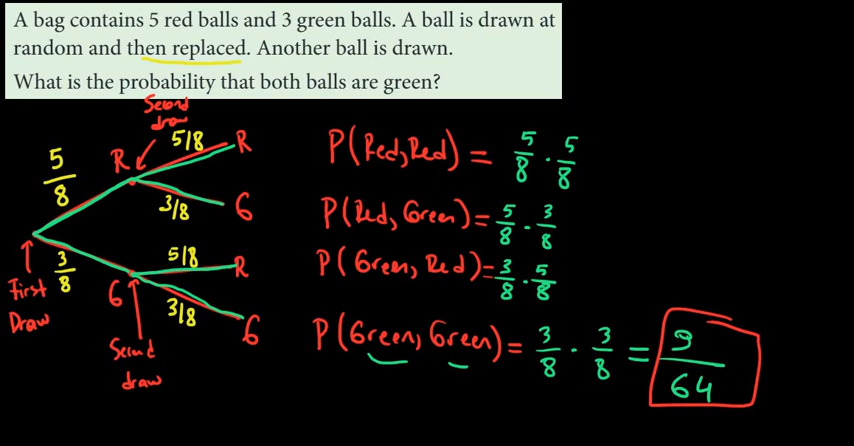 A bag contains 5 red balls and 3 green balls. A ball is drawn at
random and then replaced. Another ball is drawn.
What is the probability that both balls are green?
Second
draw
5/8
R
R
5/8
3/8
G
P(Red,Red) = 5/8 · 5/8
P(Red, Green) = 5/8 · 3/8
P(Green, Red) = 3/8 · 5/8
P(Green, Green) = 3/8 · 3/8 = 9/64
First
Draw
3/8
G
5/8
R
3/8
G
Second
draw